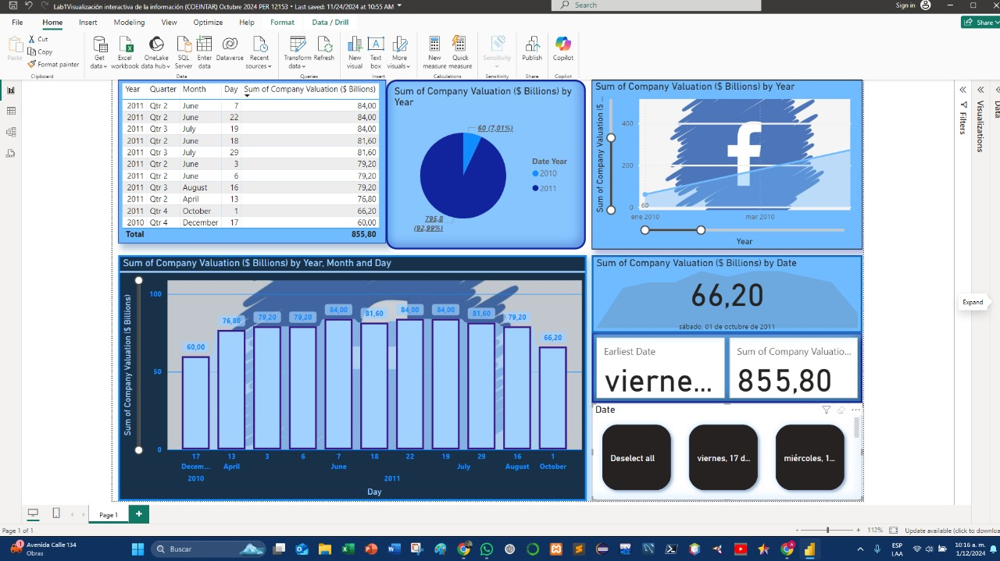 Lab1Visualización interactiva de la información (COEINTAR) Octubre 2024 PER 12153 • Last saved: 11/24/2024 at 10:55 AM
Search
Sign in
File Home Insert Modeling View Optimize Help Format Data / Drill
Share
Paste
Cut
Copy
Format painter
Get data
Excel workbook
OneLake data hub
SQL Server
Enter data
Dataverse
Recent sources
Transform data
Refresh
New visual
Text box
More visuals
New measure
Quick measure
Sensitivity
Publish
Copilot
Clipboard Data Queries Insert Calculations Sensitivity Share Copilot
Year Quarter Month Day Sum of Company Valuation ($ Billions)
2011 Qtr 2 June 7 84,00
2011 Qtr 2 June 22 84,00
2011 Qtr 3 July 19 84,00
2011 Qtr 2 June 18 81,60
2011 Qtr 3 July 29 81,60
2011 Qtr 2 June 3 79,20
2011 Qtr 2 June 6 79,20
2011 Qtr 3 August 16 79,20
2011 Qtr 2 April 13 76,80
2011 Qtr 4 October 1 66,20
2010 Qtr 4 December 17 60,00
Total 855,80
Sum of Company Valuation ($ Billions) by
Year
60 (7,01%)
Date Year
2010
2011
795,8
(92,99%)
Sum of Company Valuation ($ Billions) by Year
Sum of Company Valuation ($ ...
400
200
0
60
ene 2010 mar 2010
Year
Filters
Visualizations
Data
Expand
Sum of Company Valuation ($ Billions) by Year, Month and Day
Sum of Company Valuation ($ Billions)
100
50
0
60,00 76,80 79,20 79,20 84,00 81,60 84,00 84,00 81,60 79,20 66,20
17 13 3 6 7 18 22 19 29 16 1
Decem... April June July August October
2010 2011
Day
Sum of Company Valuation ($ Billions) by Date
66,20
sábado, 01 de octubre de 2011
Earliest Date
vierne...
Sum of Company Valuatio...
855,80
Date
Deselect all
viernes, 17 d...
miércoles, 1...
Page 1
Page 1 of 1
112%
Update available (click to downloa
Avenida Calle 134
Obras
Buscar
ESP
LAA
10:16 a. m.
1/12/2024